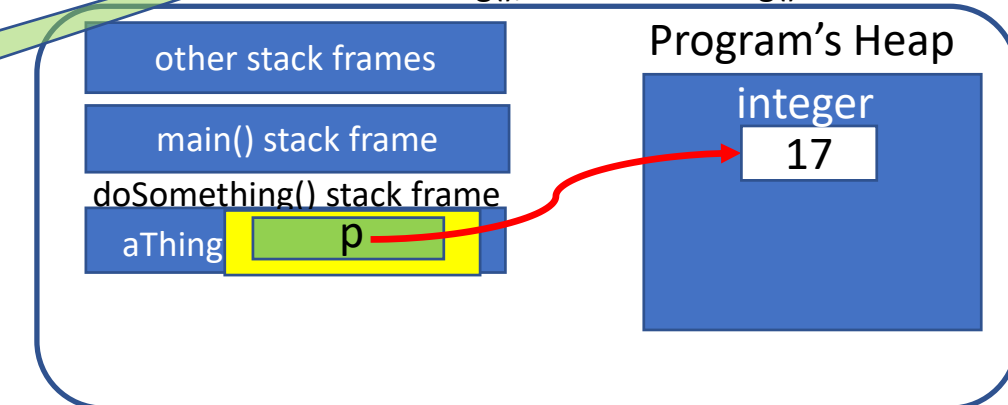 other stack frames
main() stack frame
doSomething() stack frame
aThing
p
Program’s Heap
integer
17